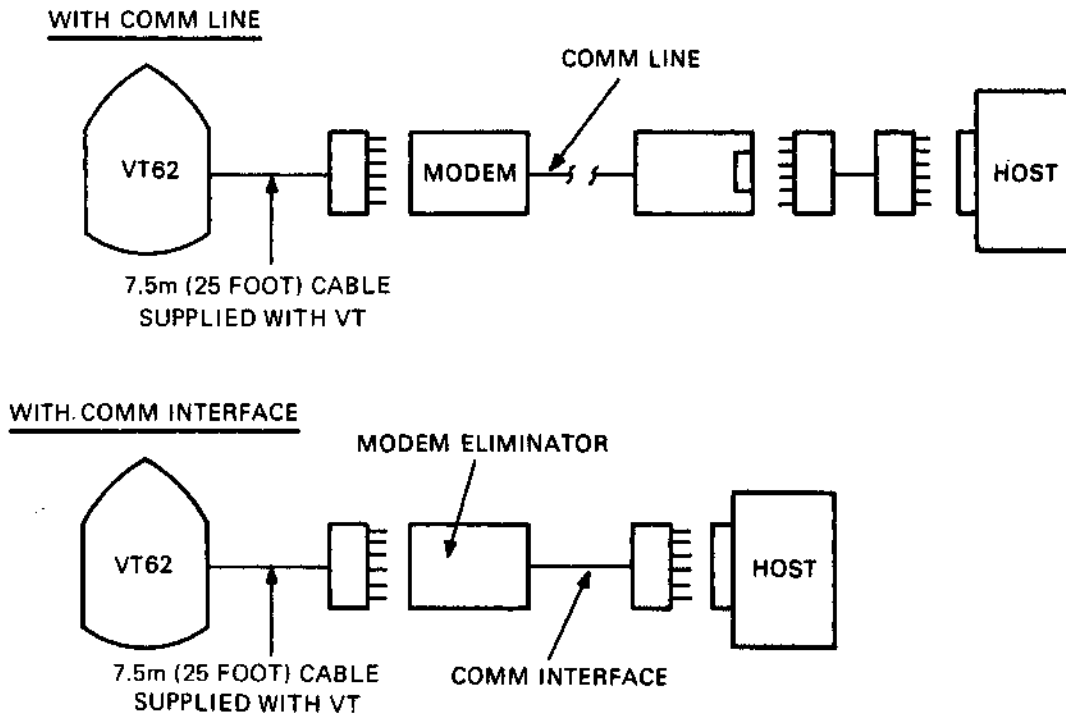 WITH COMM LINE
COMM LINE
VT62
MODEM
HOST
7.5m (25 FOOT) CABLE
SUPPLIED WITH VT
WITH COMM INTERFACE
MODEM ELIMINATOR
VT62
HOST
7.5m (25 FOOT) CABLE
SUPPLIED WITH VT
COMM INTERFACE